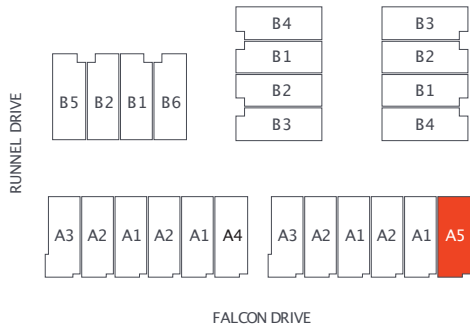 B4 B3
B1 B2
B5 B2 B1 B6
B2 B1
B3 B4
RUNNEL DRIVE
A3 A2 A1 A2 A1 A4 A3 A2 A1 A2 A1 A5
FALCON DRIVE